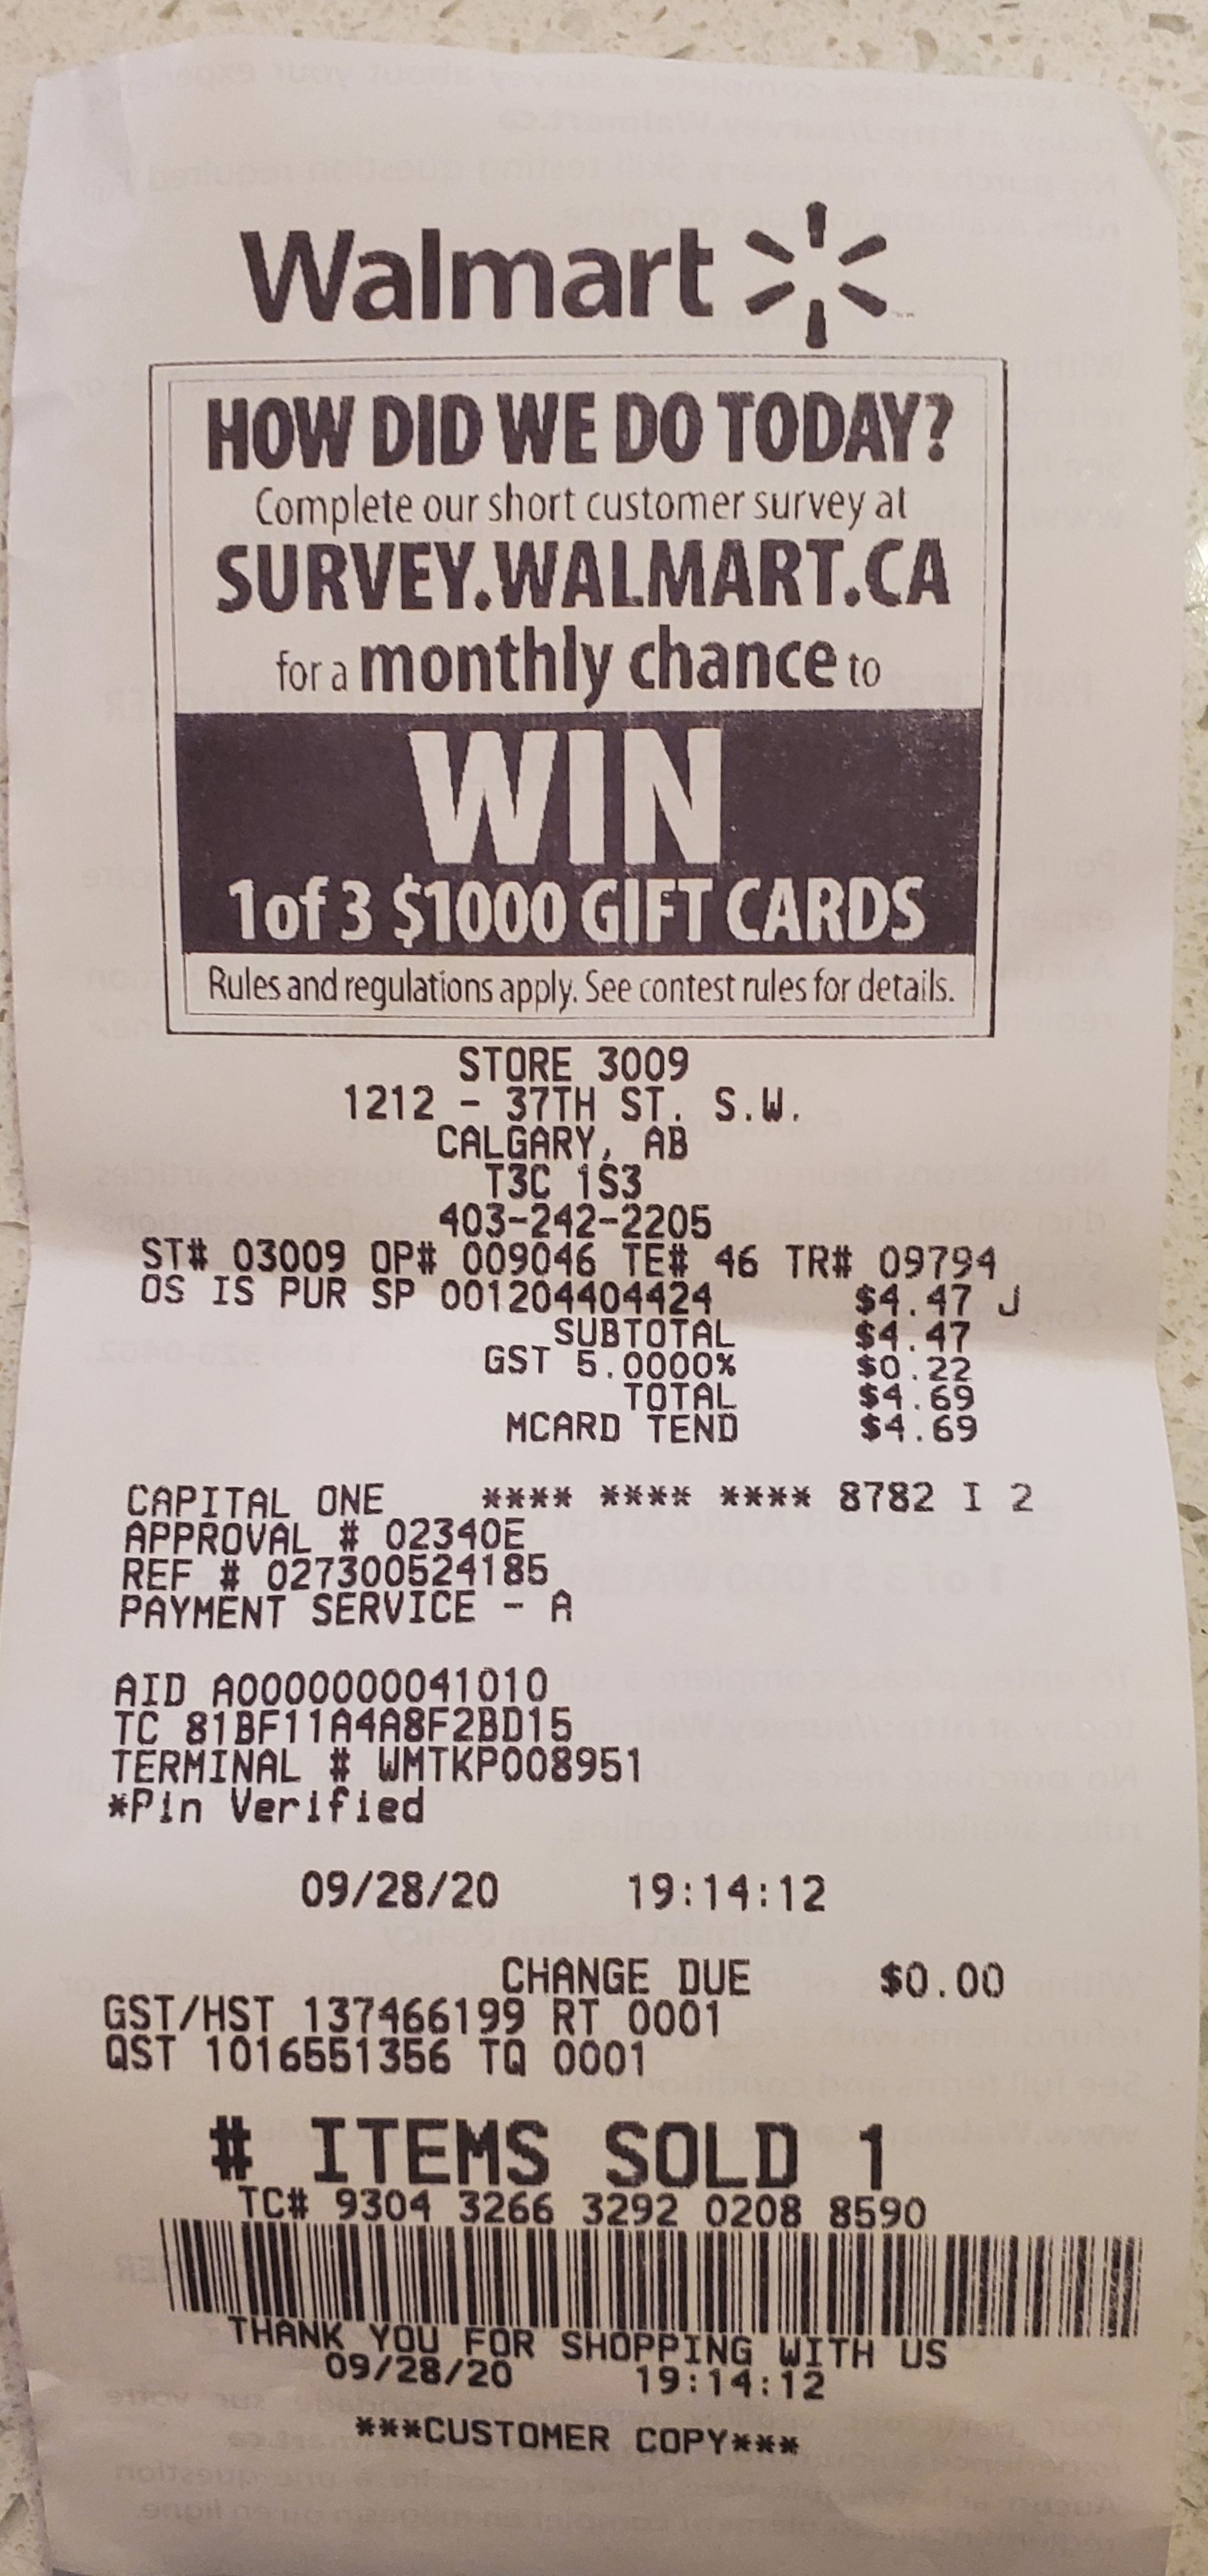 Walmart
HOW DID WE DO TODAY?
Complete our short customer survey at
SURVEY.WALMART.CA
for a monthly chance to
WIN
1 of 3 $1000 GIFT CARDS
Rules and regulations apply. See contest rules for details.
STORE 3009
1212 - 37TH ST. S.W.
CALGARY, AB
T3C 1S3
403-242-2205
ST# 03009 OP# 009046 TE# 46 TR# 09794
OS IS PUR SP 001204404424 $4.47 J
SUBTOTAL $4.47
GST 5.0000% $0.22
TOTAL $4.69
MCARD TEND $4.69
CAPITAL ONE **** **** **** 8782 I 2
APPROVAL # 02340E
REF # 027300524185
PAYMENT SERVICE - A
AID A0000000041010
TC 81BF11A4A8F2BD15
TERMINAL # WMTKP008951
*Pin Verified
09/28/20 19:14:12
CHANGE DUE $0.00
GST/HST 137466199 RT 0001
QST 1016551356 TQ 0001
# ITEMS SOLD 1
TC# 9304 3266 3292 0208 8590
THANK YOU FOR SHOPPING WITH US
09/28/20 19:14:12
***CUSTOMER COPY***